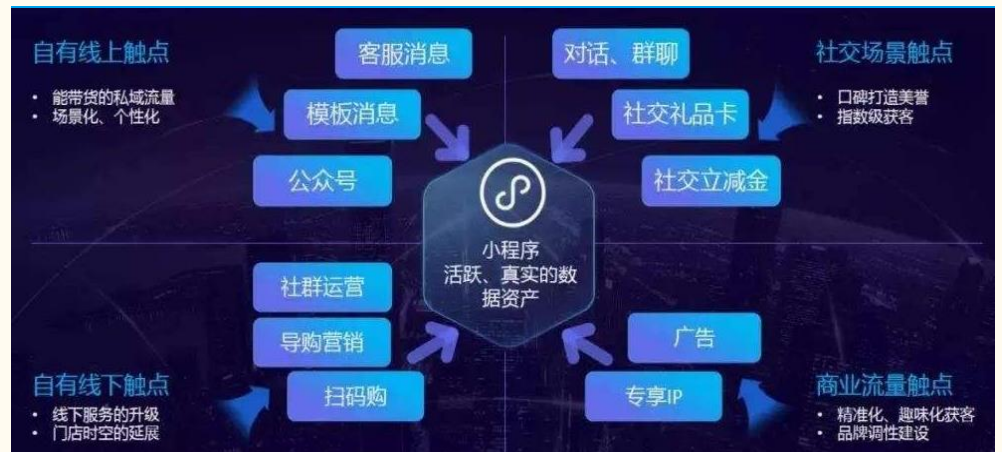 自有线上触点
• 能带货的私域流量
• 场景化、个性化
客服消息
模板消息
公众号
对话、群聊
社交礼品卡
社交立减金
社交场景触点
• 口碑打造美誉
• 指数级获客
小程序
活跃、真实的数
据资产
社群运营
导购营销
扫码购
自有线下触点
• 线下服务的升级
• 门店时空的延展
广告
专享IP
商业流量触点
• 精准化、趣味化获客
• 品牌调性建设